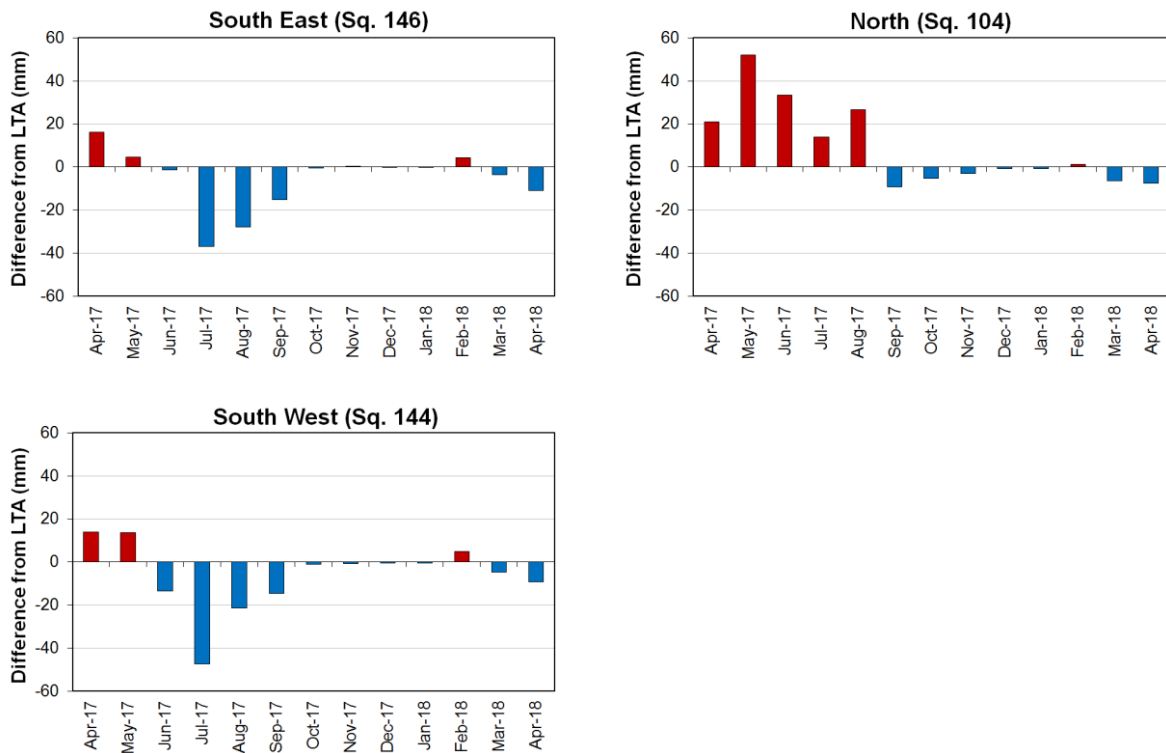 South East (Sq. 146)
Difference from LTA (mm)
60
40
20
0
-20
-40
-60
Apr-17
May-17
Jun-17
Jul-17
Aug-17
Sep-17
Oct-17
Nov-17
Dec-17
Jan-18
Feb-18
Mar-18
Apr-18
North (Sq. 104)
Difference from LTA (mm)
60
40
20
0
-20
-40
-60
Apr-17
May-17
Jun-17
Jul-17
Aug-17
Sep-17
Oct-17
Nov-17
Dec-17
Jan-18
Feb-18
Mar-18
Apr-18
South West (Sq. 144)
Difference from LTA (mm)
60
40
20
0
-20
-40
-60
Apr-17
May-17
Jun-17
Jul-17
Aug-17
Sep-17
Oct-17
Nov-17
Dec-17
Jan-18
Feb-18
Mar-18
Apr-18